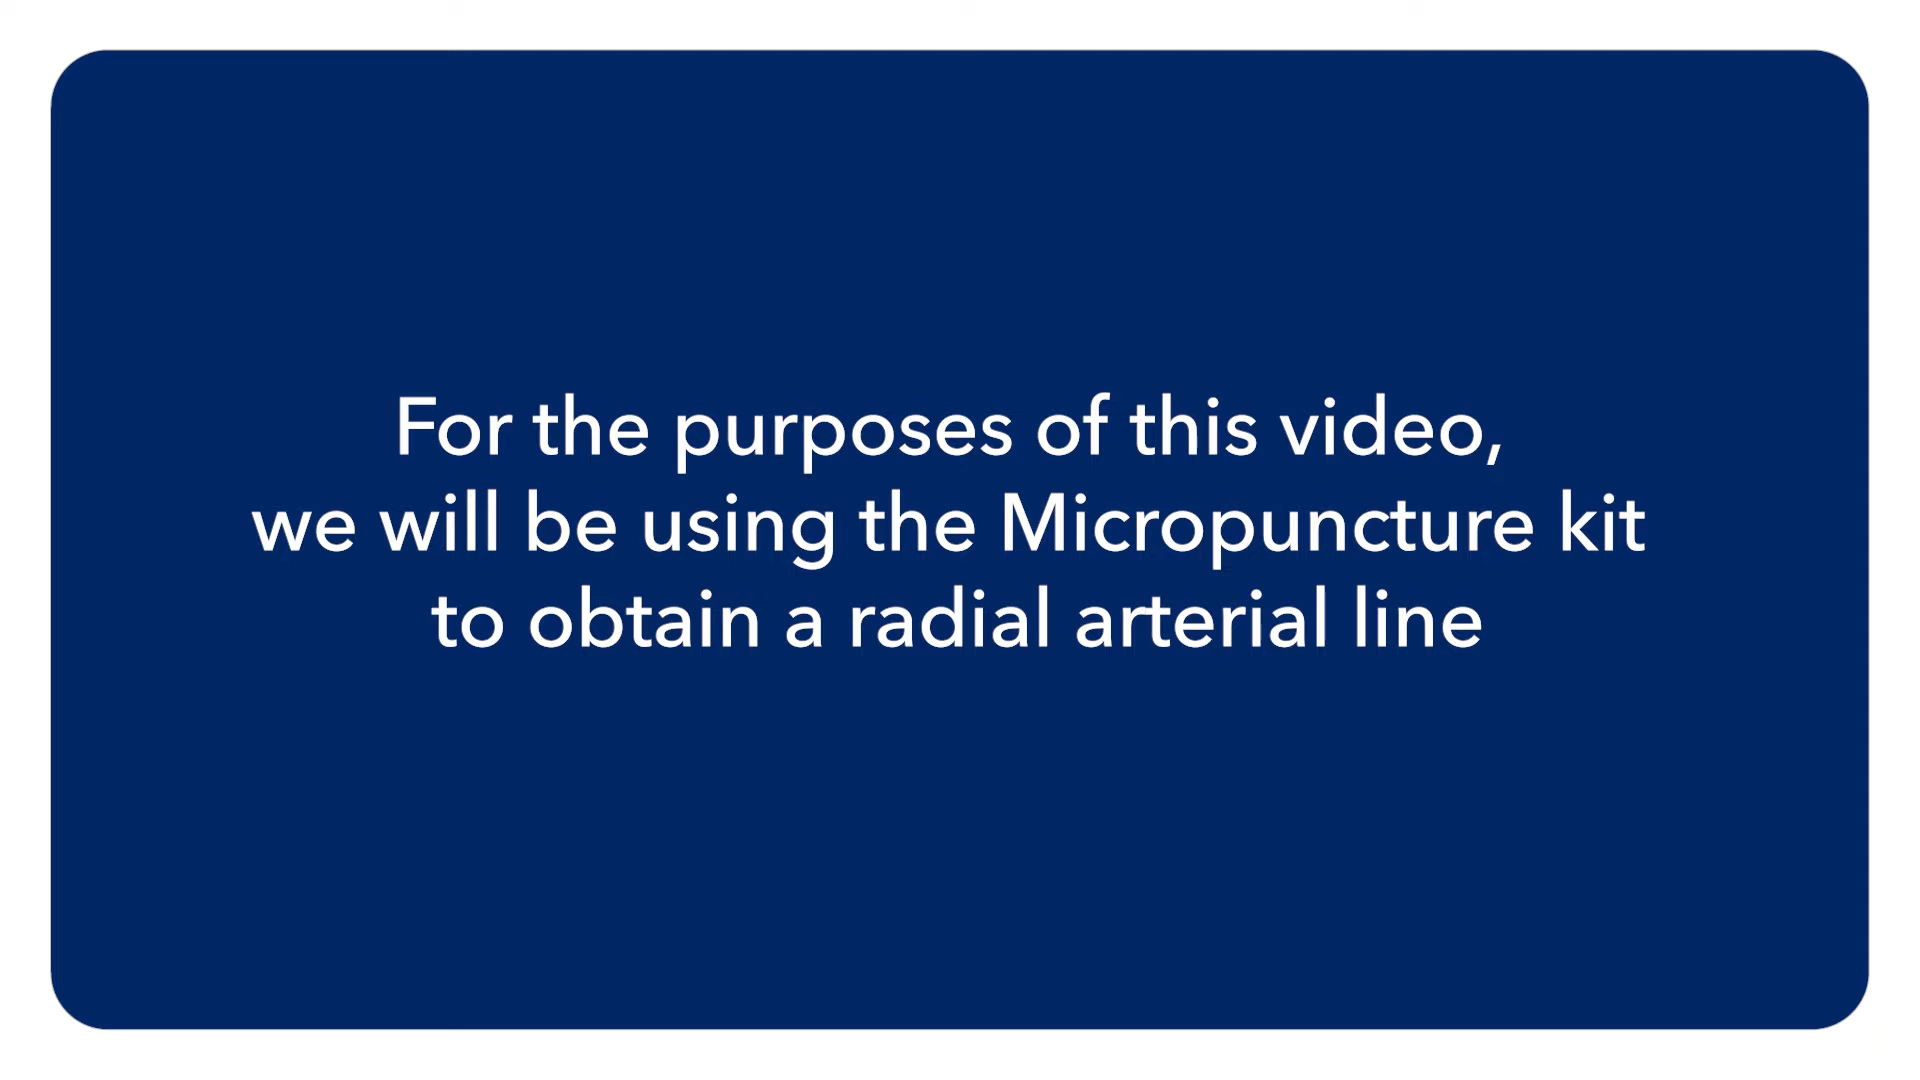 For the purposes of this video,
we will be using the Micropuncture kit
to obtain a radial arterial line